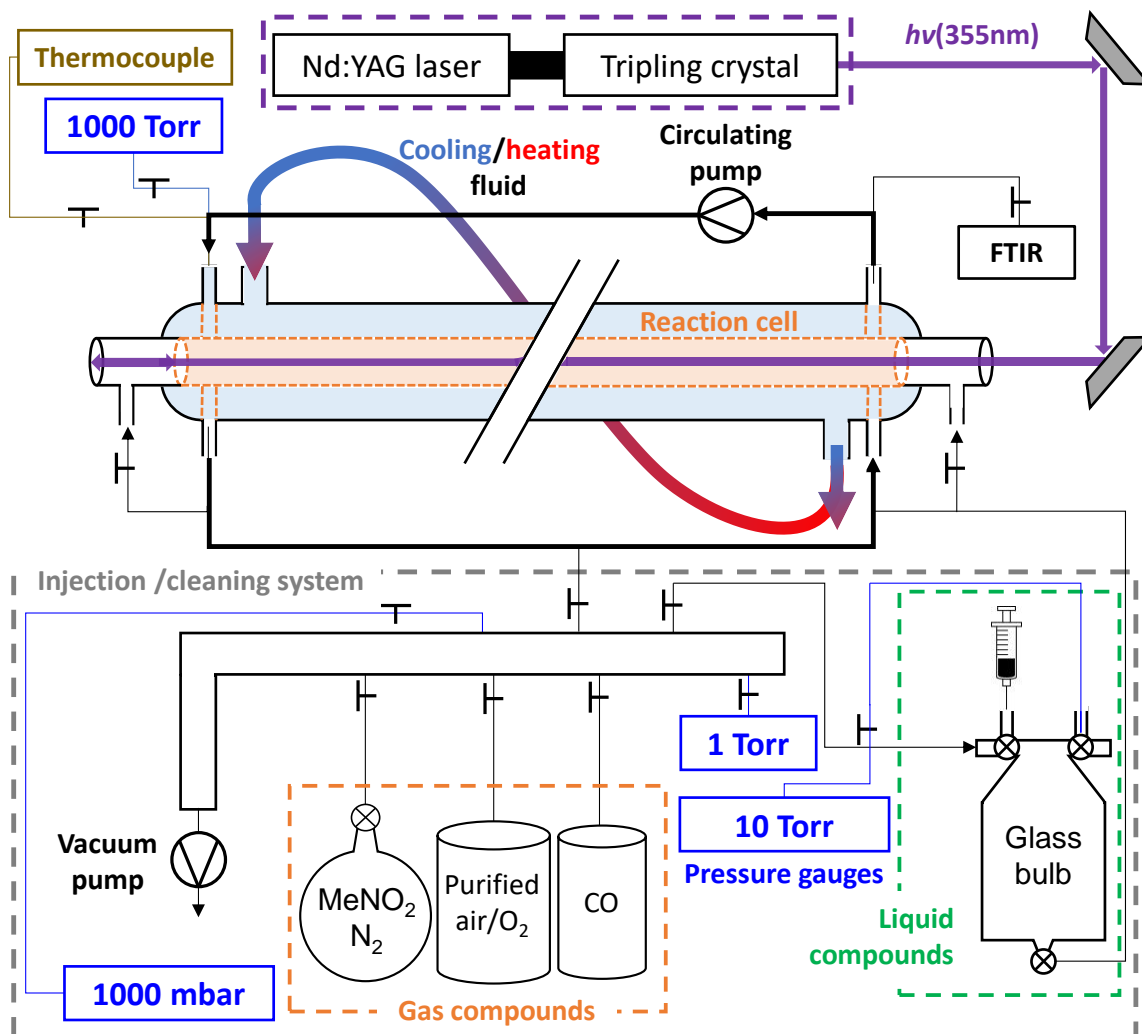 Thermocouple
Nd:YAG laser
Tripling crystal
hv(355nm)
1000 Torr
Cooling/heating
fluid
Circulating
pump
FTIR
Reaction cell
Injection /cleaning system
1 Torr
10 Torr
Pressure gauges
Vacuum
pump
MeNO₂
N₂
Purified
air/O₂
CO
Glass
bulb
Liquid
compounds
1000 mbar
Gas compounds